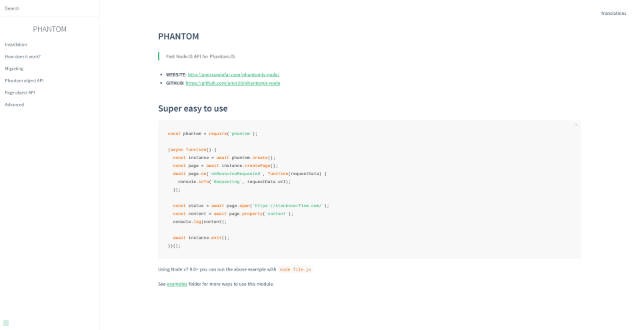 Search
Translations
PHANTOM
Installation
How does it work?
Migrating
Phantom object API
Page object API
Advanced
PHANTOM
Fast NodeJS API for PhantomJS
WEBSITE: http://amirraminfar.com/phantomjs-node/
GITHUB: https://github.com/amir20/phantomjs-node
Super easy to use
const phantom = require('phantom');
(async function() {
const instance = await phantom.create();
const page = await instance.createPage();
await page.on('onResourceRequested', function(requestData) {
console.info('Requesting', requestData.url);
});
const status = await page.open('https://stackoverflow.com/');
const content = await page.property('content');
console.log(content);
await instance.exit();
})();
Using Node v7.9.0+ you can run the above example with node file.js
See examples folder for more ways to use this module.